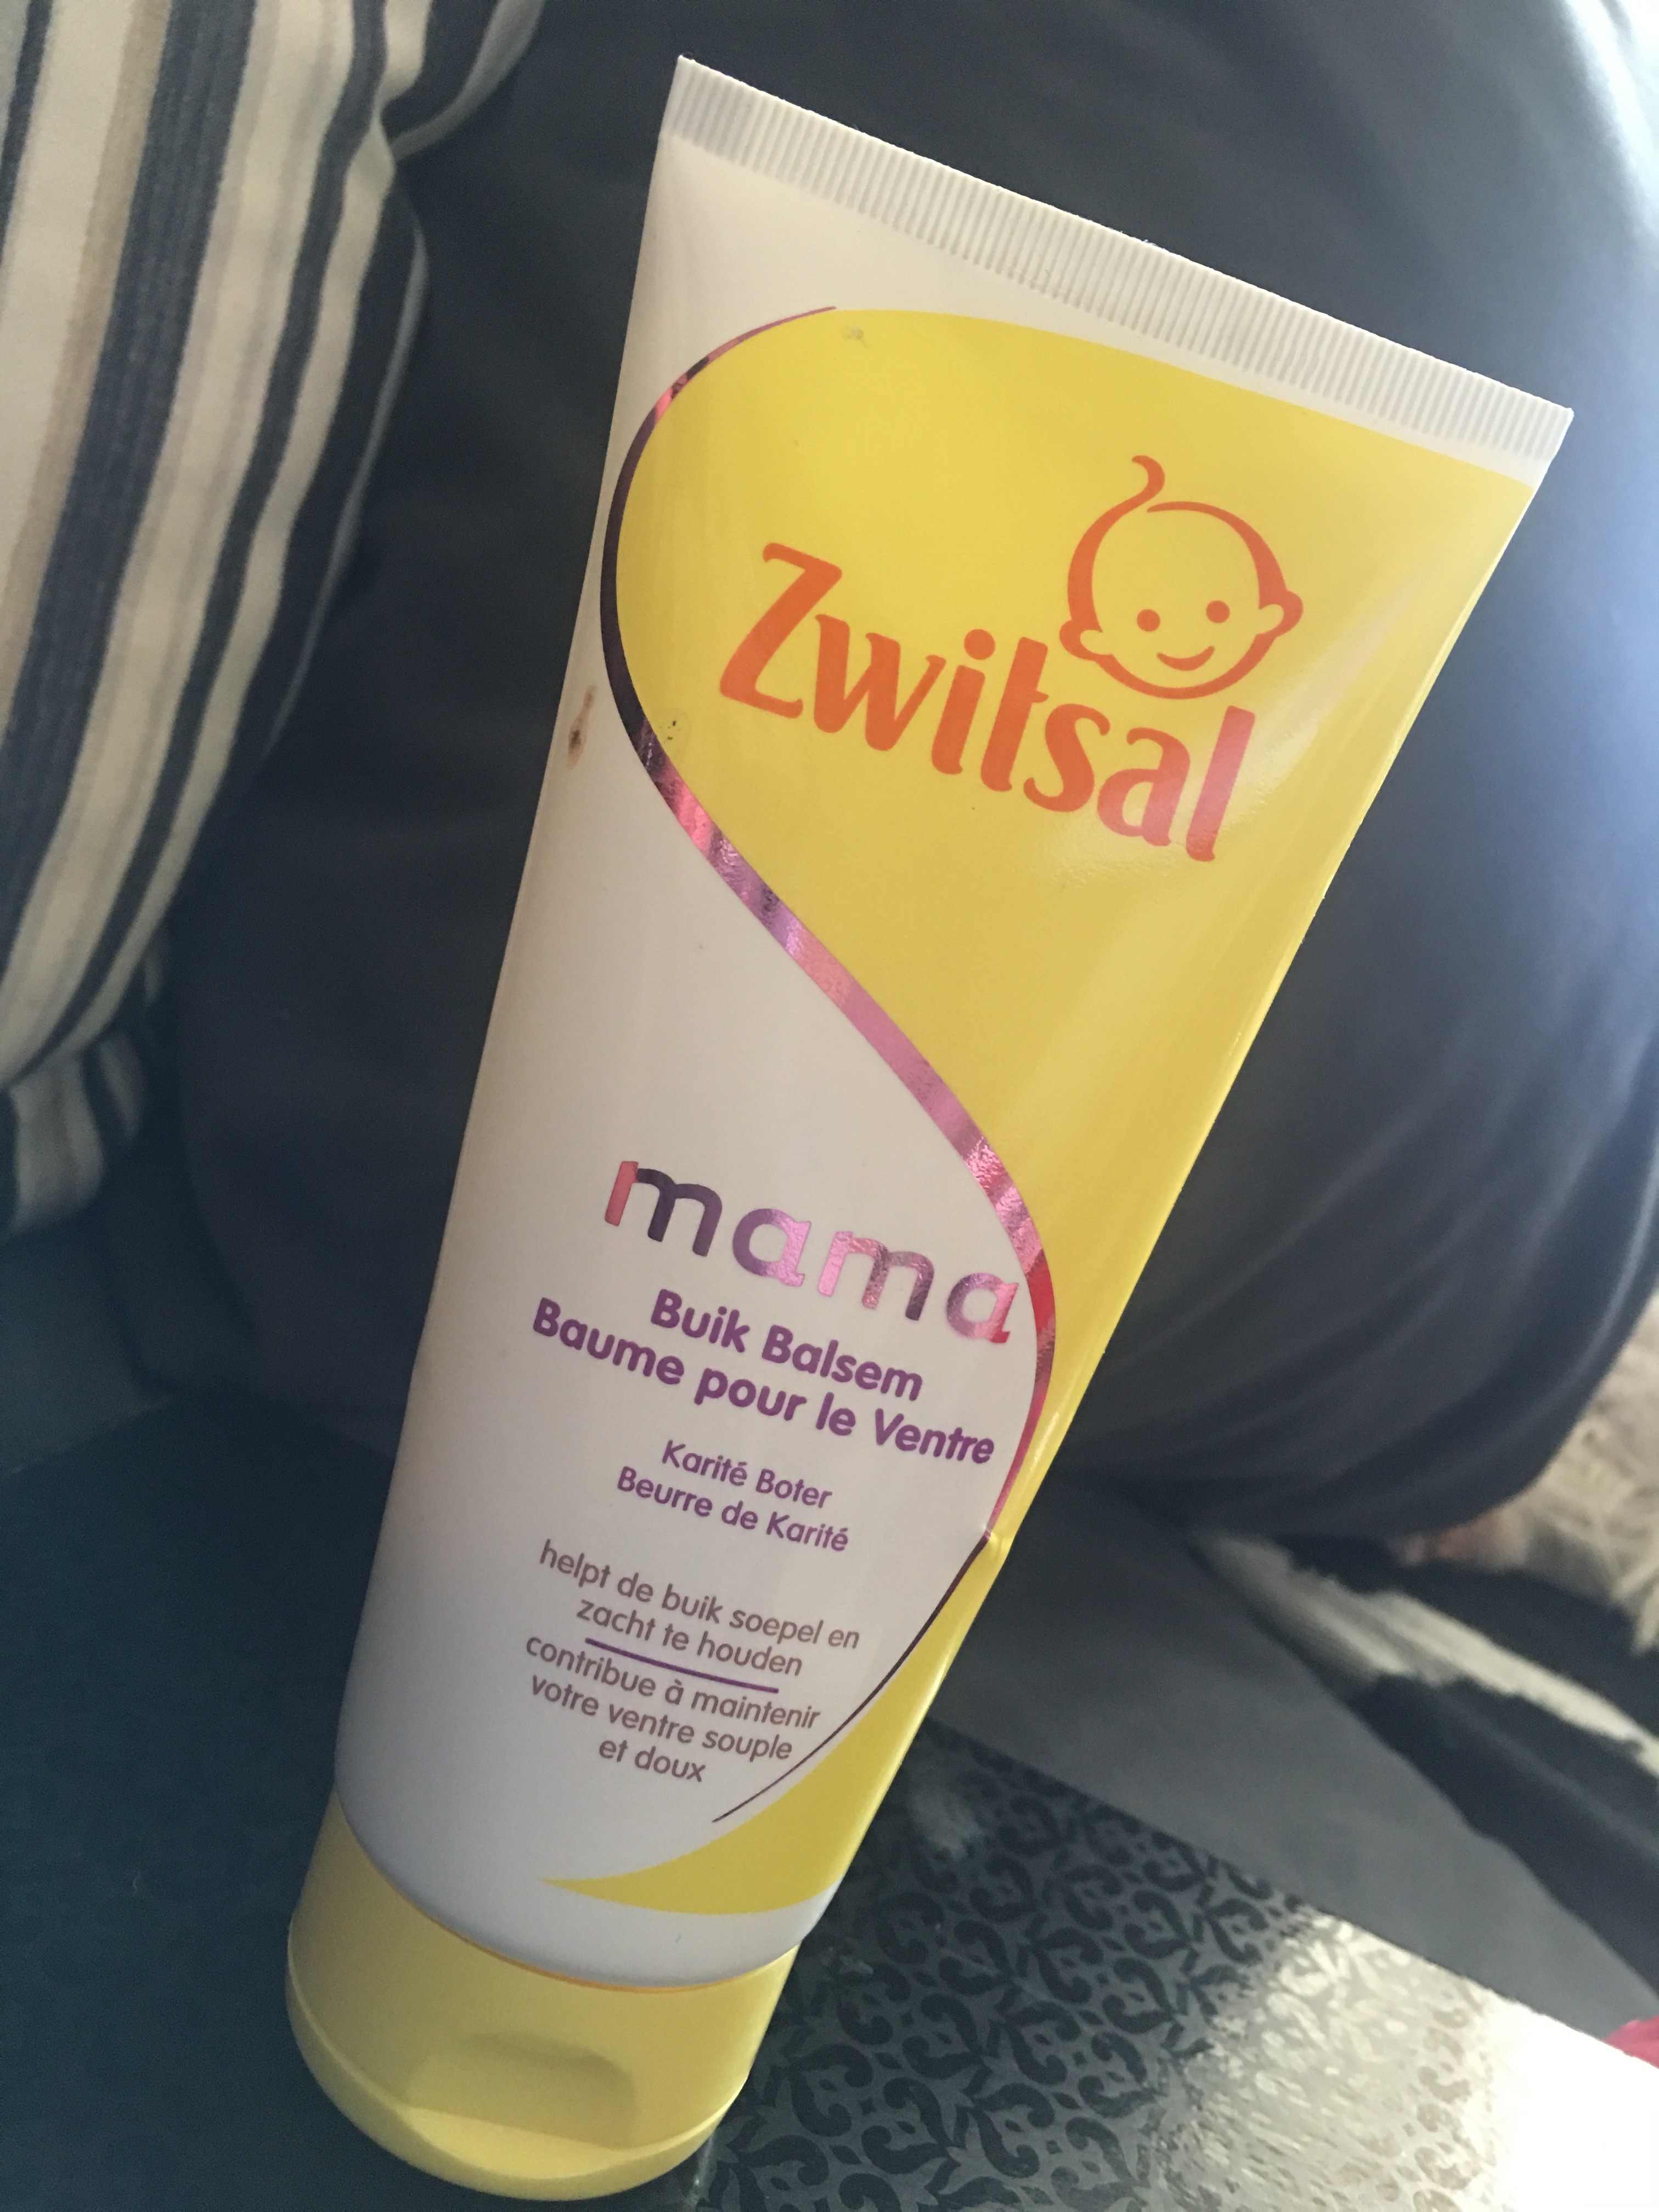 Zwitsal
mama
Buik Balsem
Baume pour le Ventre
Karité Boter
Beurre de Karité
helpt de buik soepel en
zacht te houden
contribue à maintenir
votre ventre souple
et doux